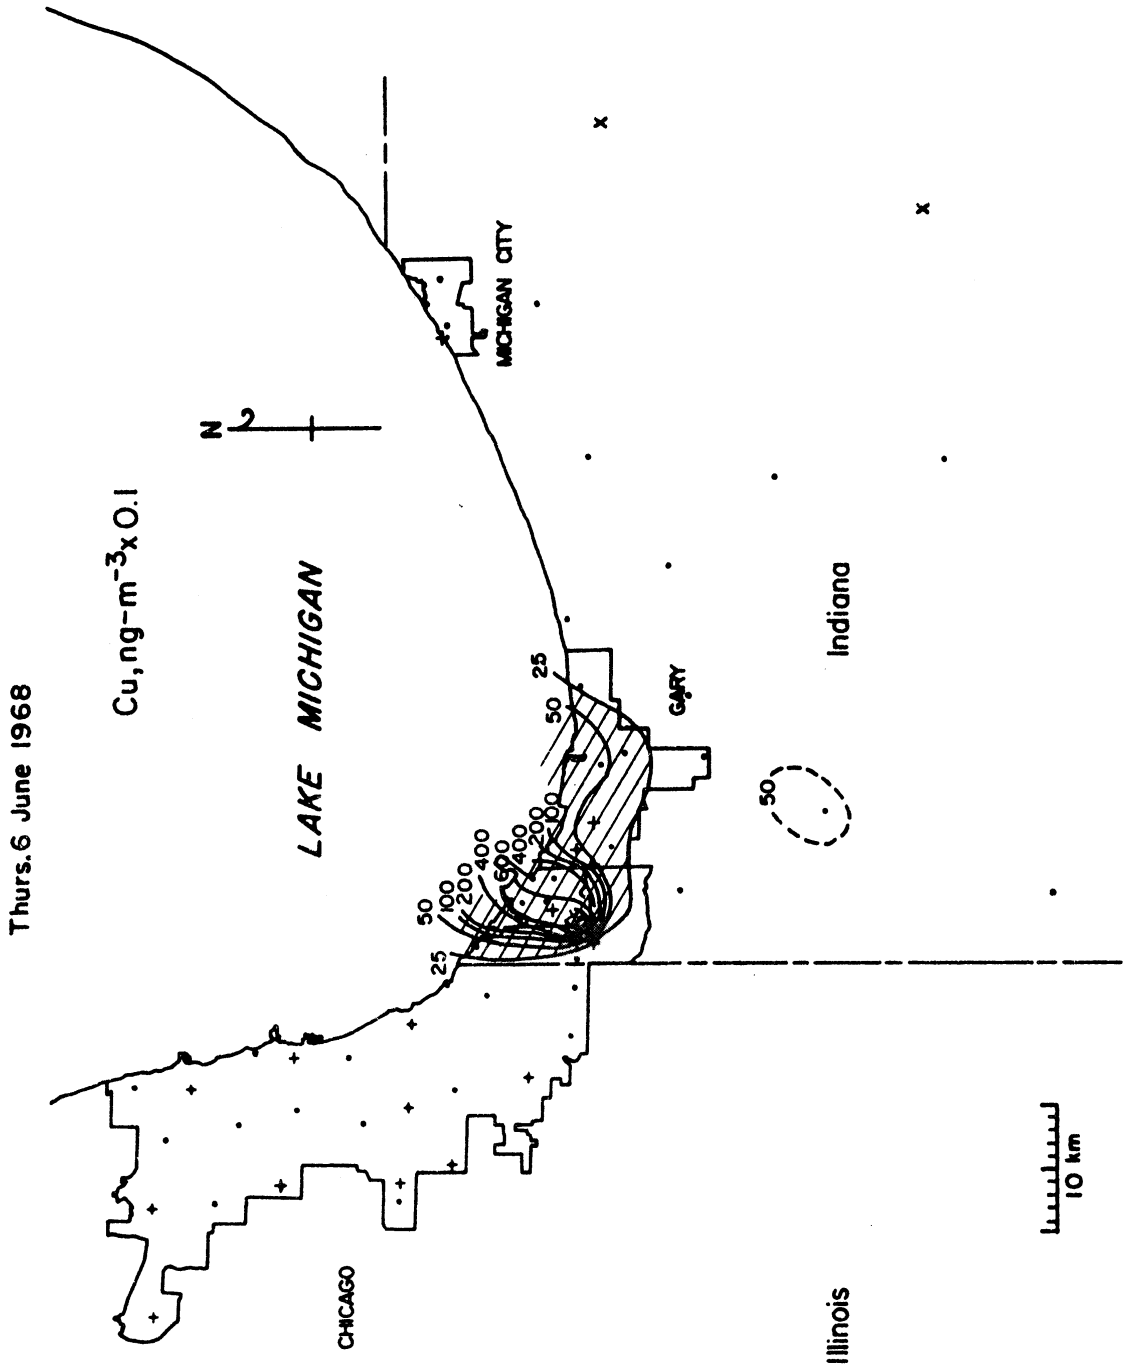 Thurs. 6 June 1968
Cu, ng-m⁻³ x 0.1
N
LAKE MICHIGAN
MICHIGAN CITY
25
50
100
200
400
600
400
200
100
50
25
GARY
50
CHICAGO
Illinois
Indiana
10 km